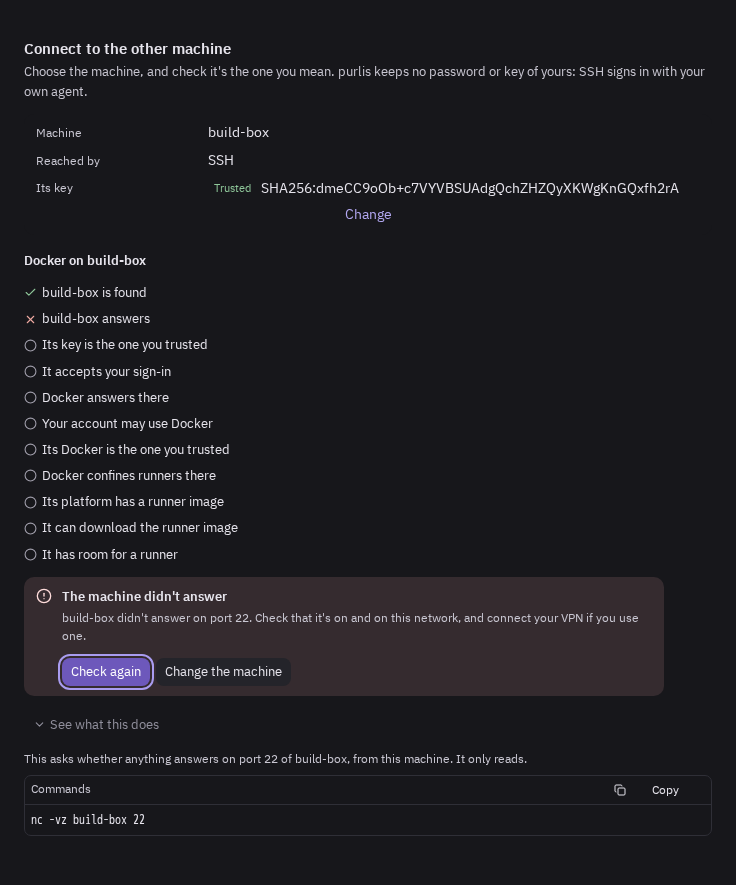 Connect to the other machine
Choose the machine, and check it's the one you mean. purlis keeps no password or key of yours: SSH signs in with your
own agent.
Machine build-box
Reached by SSH
Its key Trusted SHA256:dmeCC9oOb+c7VYVBSUAdgQchZHZQyXKWgKnGQxfh2rA
Change
Docker on build-box
build-box is found
build-box answers
Its key is the one you trusted
It accepts your sign-in
Docker answers there
Your account may use Docker
Its Docker is the one you trusted
Docker confines runners there
Its platform has a runner image
It can download the runner image
It has room for a runner
The machine didn't answer
build-box didn't answer on port 22. Check that it's on and on this network, and connect your VPN if you use
one.
Check again Change the machine
See what this does
This asks whether anything answers on port 22 of build-box, from this machine. It only reads.
Commands Copy
nc -vz build-box 22